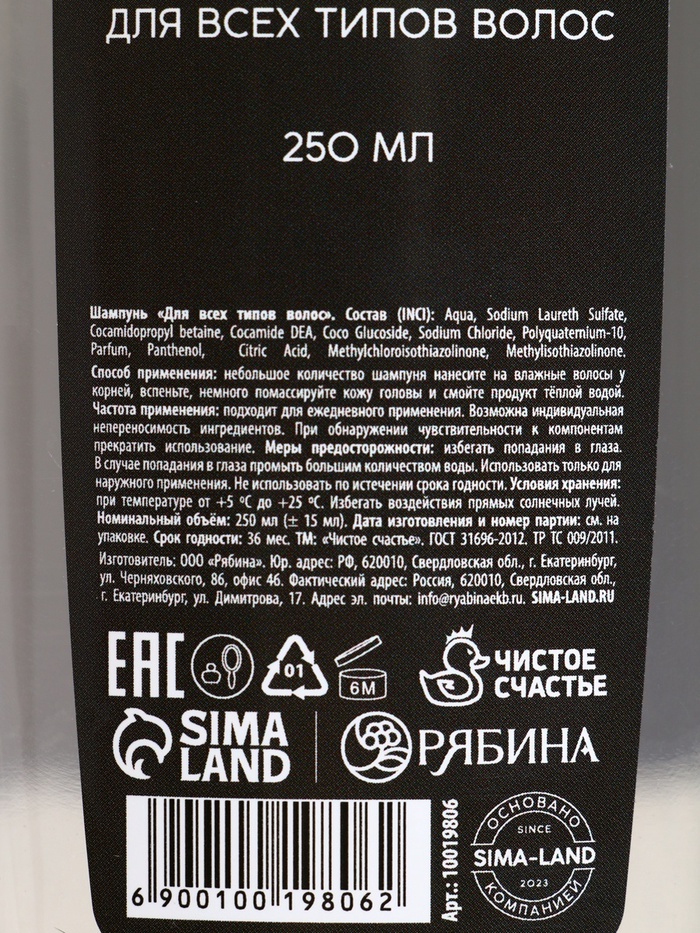 ДЛЯ ВСЕХ ТИПОВ ВОЛОС
250 МЛ
Шампунь «Для всех типов волос». Состав (INCI): Aqua, Sodium Laureth Sulfate,
Cocamidopropyl betaine, Cocamide DEA, Coco Glucoside, Sodium Chloride, Polyquaternium-10,
Parfum, Panthenol, Citric Acid, Methylchloroisothiazolinone, Methylisothiazolinone.
Способ применения: небольшое количество шампуня нанесите на влажные волосы у
корней, вспеньте, немного помассируйте кожу головы и смойте продукт тёплой водой.
Частота применения: подходит для ежедневного применения. Возможна индивидуальная
непереносимость ингредиентов. При обнаружении чувствительности к компонентам
прекратить использование. Меры предосторожности: избегать попадания в глаза.
В случае попадания в глаза промыть большим количеством воды. Использовать только для
наружного применения. Не использовать по истечении срока годности. Условия хранения:
при температуре от +5 °С до +25 °С. Избегать воздействия прямых солнечных лучей.
Номинальный объём: 250 мл (± 15 мл). Дата изготовления и номер партии: см. на
упаковке. Срок годности: 36 мес. ТМ: «Чистое счастье». ГОСТ 31696-2012. ТР ТС 009/2011.
Изготовитель: ООО «Рябина». Юр. адрес: РФ, 620010, Свердловская обл., г. Екатеринбург,
ул. Черняховского, 86, офис 46. Фактический адрес: Россия, 620010, Свердловская обл.,
г. Екатеринбург, ул. Димитрова, 17. Адрес эл. почты: info@ryabinaekb.ru. SIMA-LAND.RU
EAC
01
6M
ЧИСТОЕ
СЧАСТЬЕ
SIMA
LAND
РЯБИНА
6 900100 198062
Арт.: 10019806
ОСНОВАНО
SINCE
SIMA-LAND
2023
КОМПАНИЕЙ